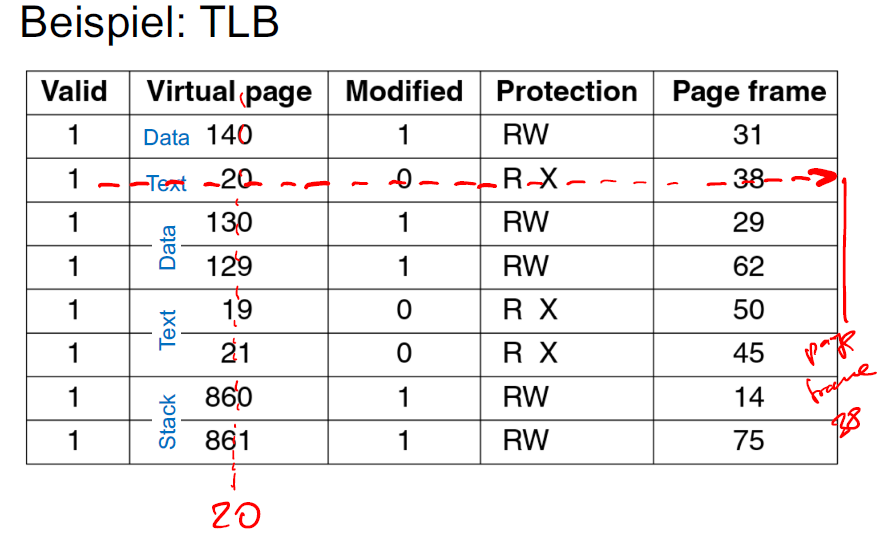 Beispiel: TLB
Valid Virtual page Modified Protection Page frame
1 Data 140 1 RW 31
1 Text 20 0 R X 38
1 130 1 RW 29
Data
1 129 1 RW 62
1 19 0 R X 50
Text
1 21 0 R X 45
1 860 1 RW 14
Stack
1 861 1 RW 75
page
frame
38
20